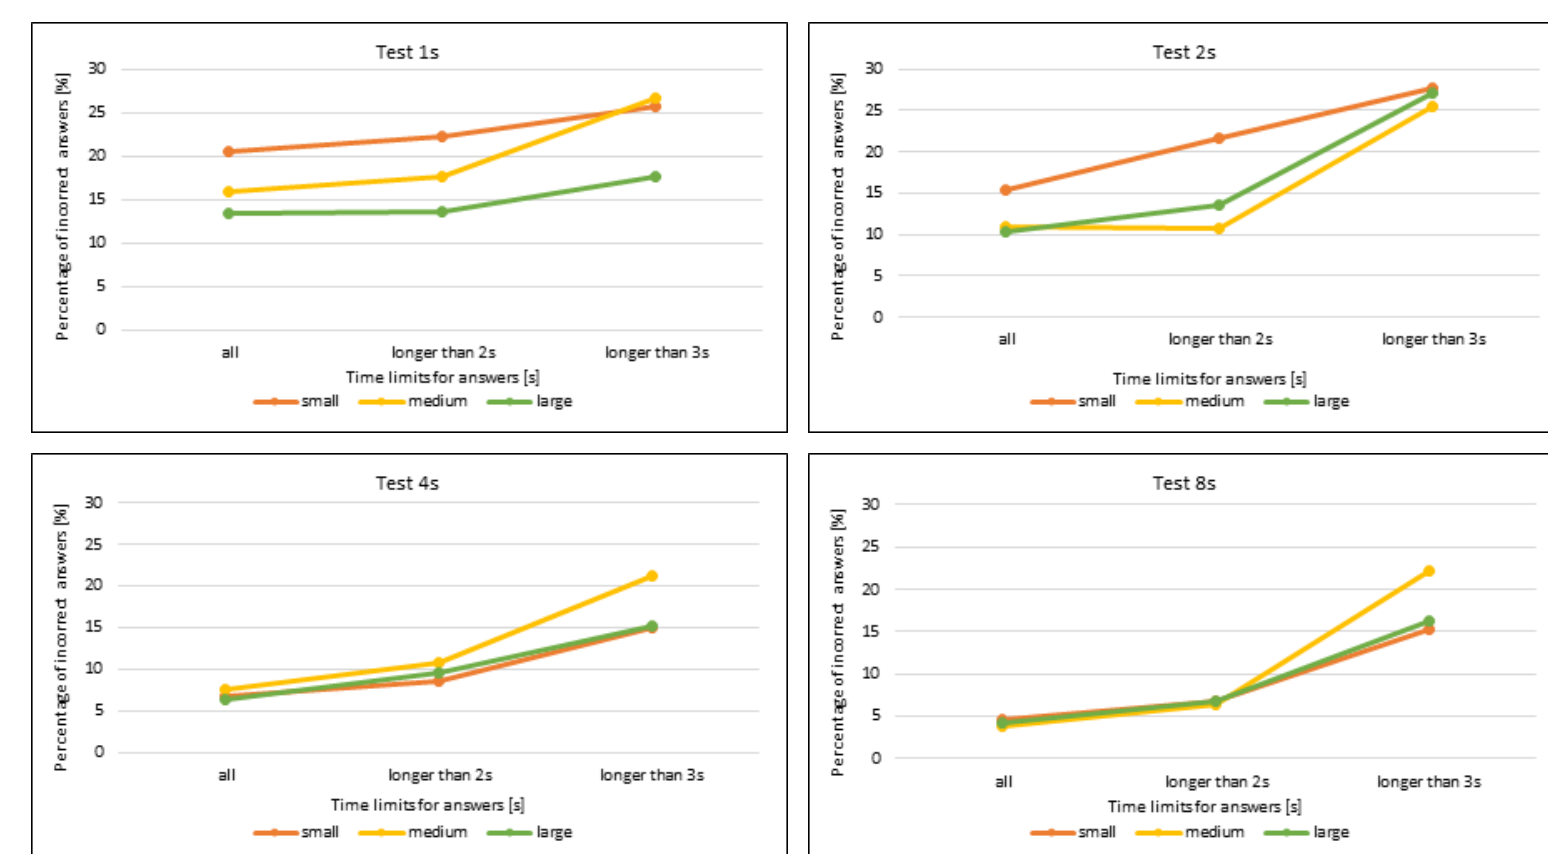 Test 1s
Percentage of incorrect answers [%]
30
25
20
15
10
5
0
all longer than 2s longer than 3s
Time limits for answers [s]
small medium large
Test 2s
Percentage of incorrect answers [%]
30
25
20
15
10
5
0
all longer than 2s longer than 3s
Time limits for answers [s]
small medium large
Test 4s
Percentage of incorrect answers [%]
30
25
20
15
10
5
0
all longer than 2s longer than 3s
Time limits for answers [s]
small medium large
Test 8s
Percentage of incorrect answers [%]
30
25
20
15
10
5
0
all longer than 2s longer than 3s
Time limits for answers [s]
small medium large